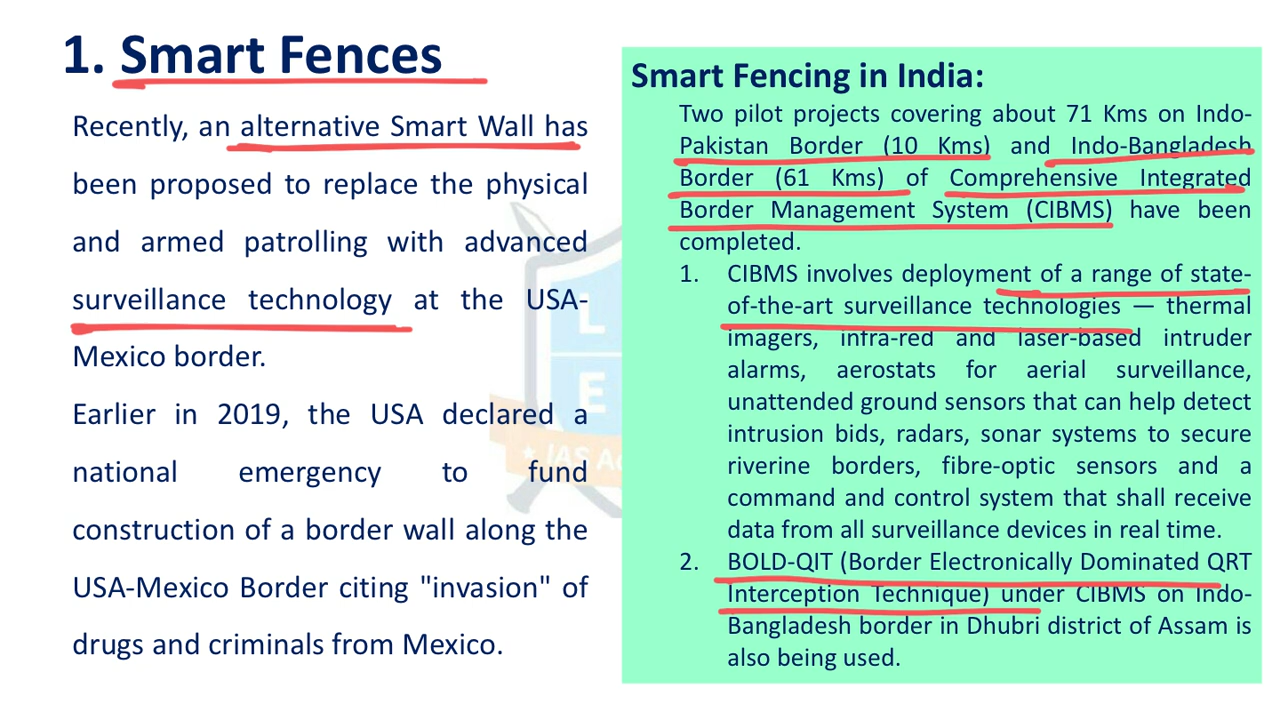 1. Smart Fences
Recently, an alternative Smart Wall has
been proposed to replace the physical
and armed patrolling with advanced
surveillance technology at the USA-
Mexico border.
Earlier in 2019, the USA declared a
national emergency to fund
construction of a border wall along the
USA-Mexico Border citing "invasion" of
drugs and criminals from Mexico.
Smart Fencing in India:
Two pilot projects covering about 71 Kms on Indo-
Pakistan Border (10 Kms) and Indo-Bangladesh
Border (61 Kms) of Comprehensive Integrated
Border Management System (CIBMS) have been
completed.
1. CIBMS involves deployment of a range of state-
of-the-art surveillance technologies — thermal
imagers, infra-red and laser-based intruder
alarms, aerostats for aerial surveillance,
unattended ground sensors that can help detect
intrusion bids, radars, sonar systems to secure
riverine borders, fibre-optic sensors and a
command and control system that shall receive
data from all surveillance devices in real time.
2. BOLD-QIT (Border Electronically Dominated QRT
Interception Technique) under CIBMS on Indo-
Bangladesh border in Dhubri district of Assam is
also being used.
L
E
IAS